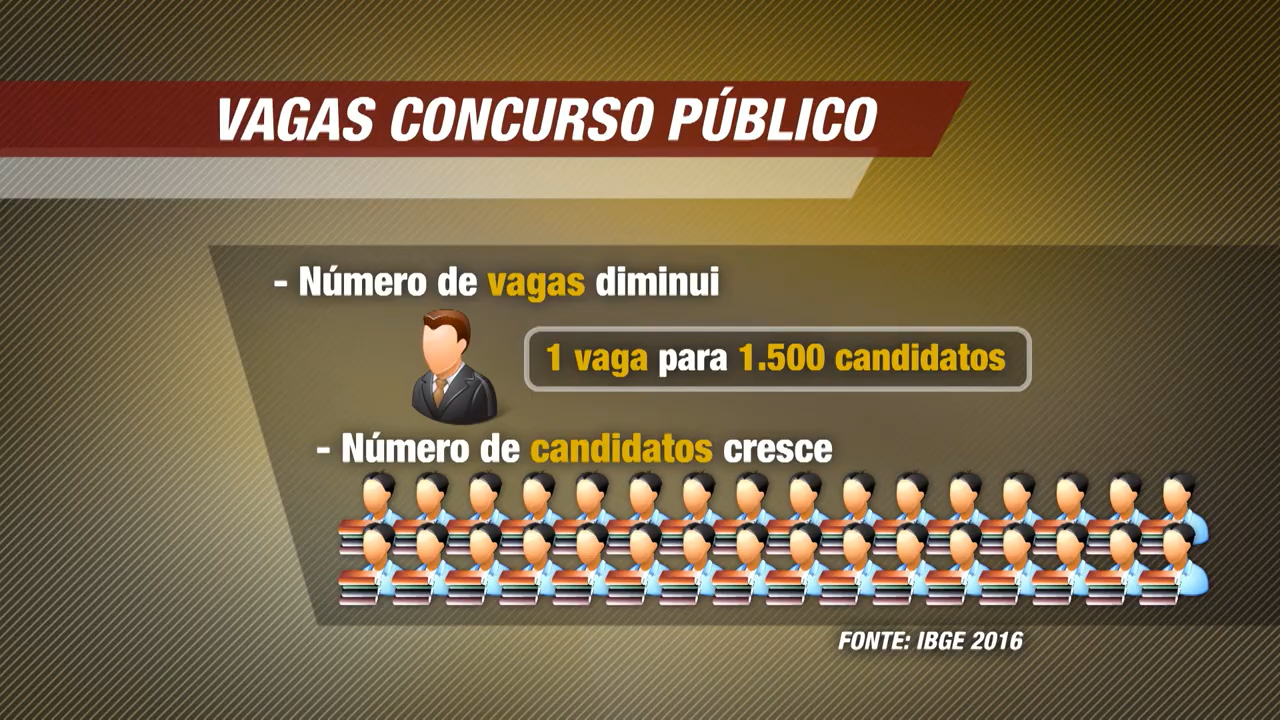 VAGAS CONCURSO PÚBLICO
- Número de vagas diminui
1 vaga para 1.500 candidatos
- Número de candidatos cresce
FONTE: IBGE 2016